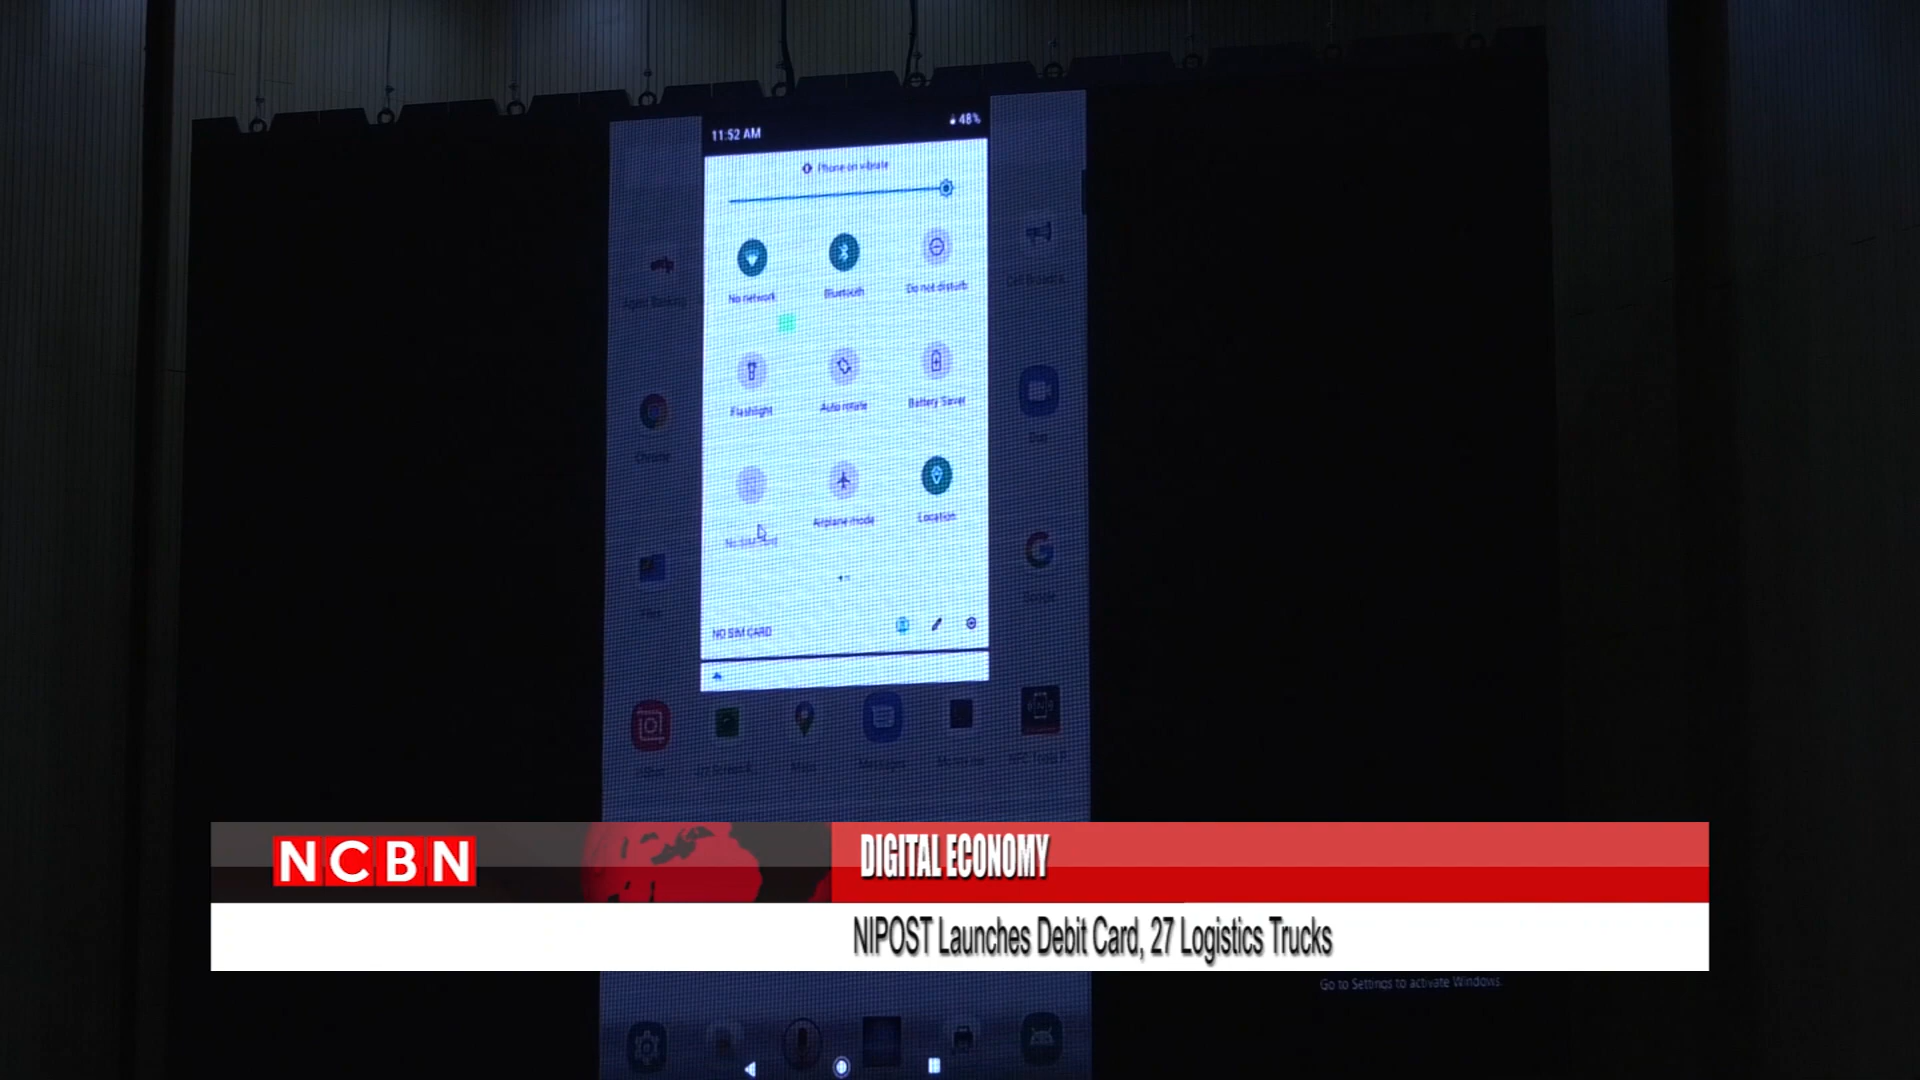 11:52 AM
48%
Phone on vibrate
No network
Bluetooth
Do not disturb
Flashlight
Auto rotate
Battery Saver
Airplane mode
Location
NO SIM CARD
Chrome
Messages
NCBN
DIGITAL ECONOMY
NIPOST Launches Debit Card, 27 Logistics Trucks
Go to Settings to activate Windows.